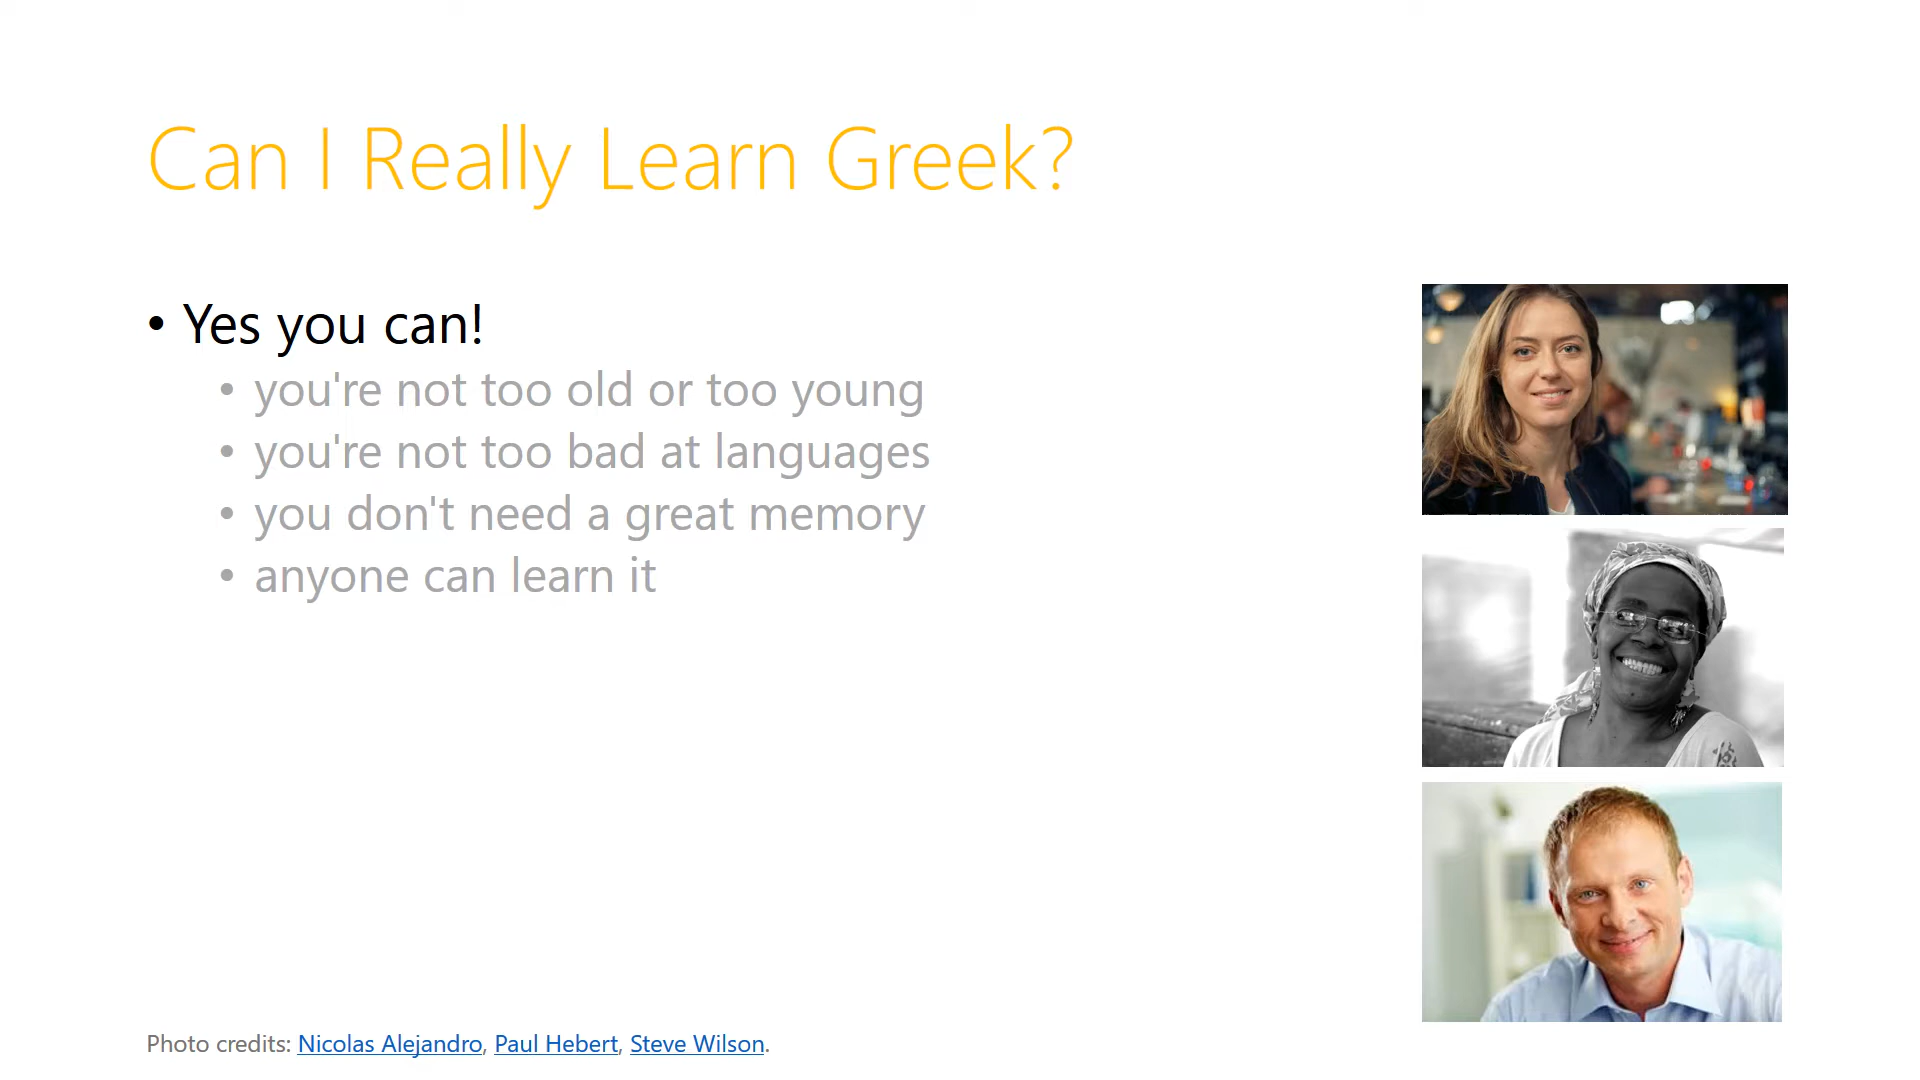 Can I Really Learn Greek?
• Yes you can!
• you're not too old or too young
• you're not too bad at languages
• you don't need a great memory
• anyone can learn it
Photo credits: Nicolas Alejandro, Paul Hebert, Steve Wilson.